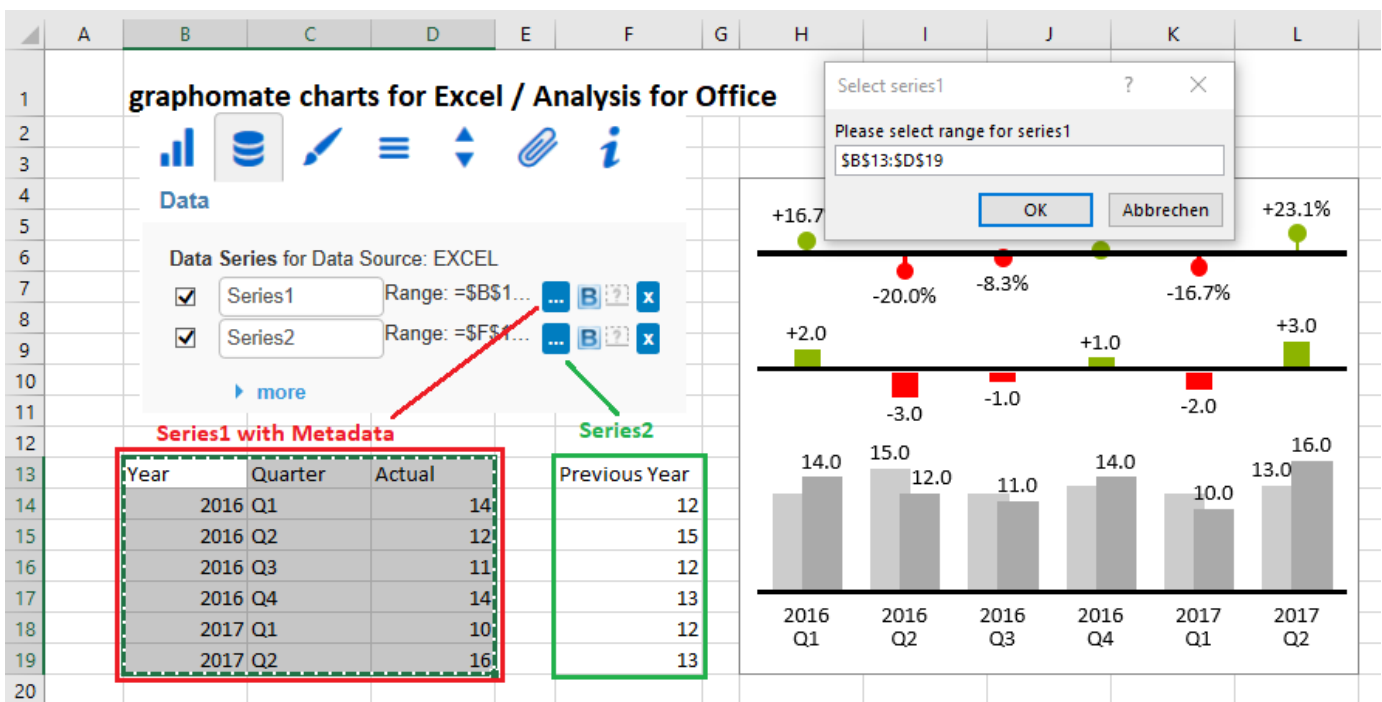 A B C D E F G H I J K L
1 graphomate charts for Excel / Analysis for Office
Select series1 ? ×
Please select range for series1
$B$13:$D$19
OK Abbrechen
2
3
4 Data
5
6 Data Series for Data Source: EXCEL
7 Series1 Range: =$B$1... ... B ? x
8
9 Series2 Range: =$F$1... ... B ? x
10 more
11
12 Series1 with Metadata Series2
13 Year Quarter Actual Previous Year
14 2016 Q1 14 12
15 2016 Q2 12 15
16 2016 Q3 11 12
17 2016 Q4 14 13
18 2017 Q1 10 12
19 2017 Q2 16 13
20
+16.7 +23.1%
-20.0% -8.3% -16.7%
+2.0 +1.0 +3.0
-3.0 -1.0 -2.0
14.0 15.0 12.0 11.0 14.0 10.0 13.0 16.0
2016 2016 2016 2016 2017 2017
Q1 Q2 Q3 Q4 Q1 Q2